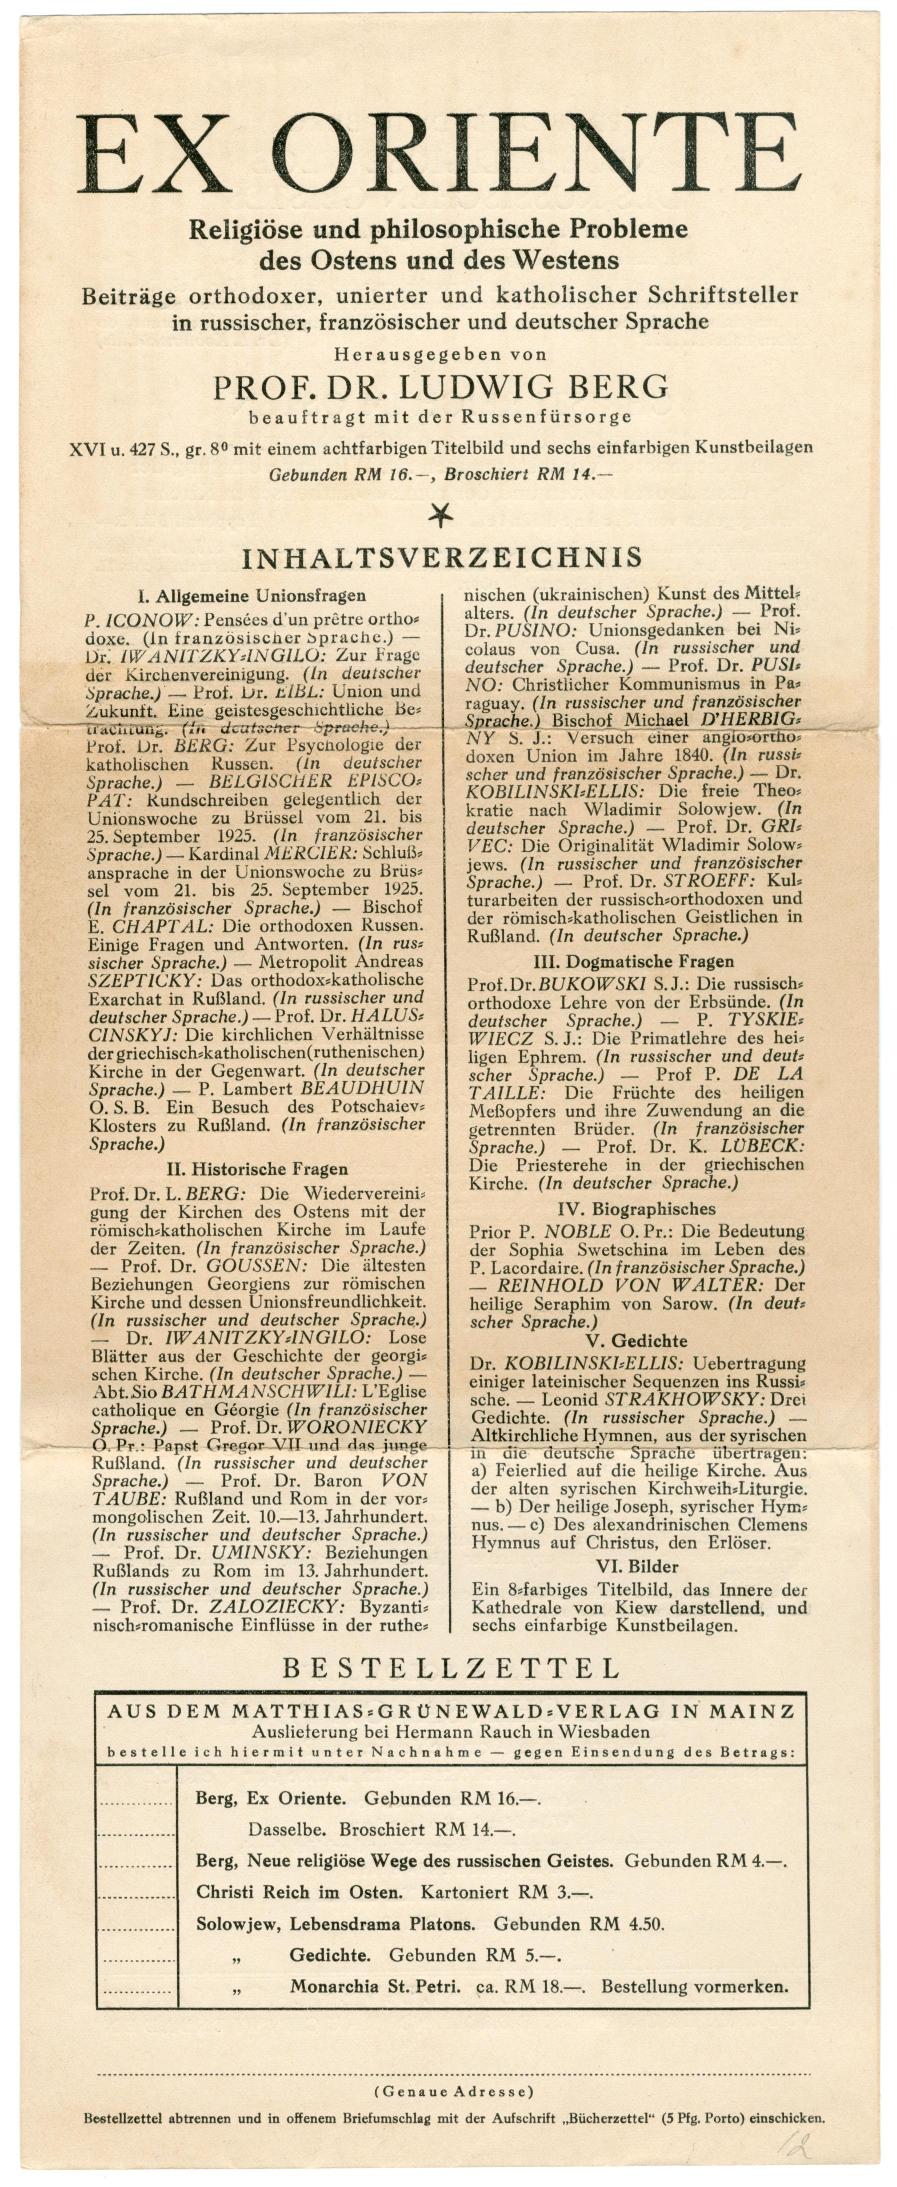 EX ORIENTE
Religiöse und philosophische Probleme
des Ostens und des Westens
Beiträge orthodoxer, unierter und katholischer Schriftsteller
in russischer, französischer und deutscher Sprache
Herausgegeben von
PROF. DR. LUDWIG BERG
beauftragt mit der Russenfürsorge
XVI u. 427 S., gr. 8⁰ mit einem achtfarbigen Titelbild und sechs einfarbigen Kunstbeilagen
Gebunden RM 16.—, Broschiert RM 14.—
INHALTSVERZEICHNIS
I. Allgemeine Unionsfragen
P. ICONOW: Pensées d'un prêtre ortho-
doxe. (In französischer Sprache.) —
Dr. IWANITZKY-INGILO: Zur Frage
der Kirchenvereinigung. (In deutscher
Sprache.) — Prof. Dr. EIBL: Union und
Zukunft. Eine geistesgeschichtliche Be-
trachtung. (In deutscher Sprache.)
Prof. Dr. BERG: Zur Psychologie der
katholischen Russen. (In deutscher
Sprache.) — BELGISCHER EPISCO-
PAT: Kundschreiben gelegentlich der
Unionswoche zu Brüssel vom 21. bis
25. September 1925. (In französischer
Sprache.) — Kardinal MERCIER: Schluß-
ansprache in der Unionswoche zu Brüs-
sel vom 21. bis 25. September 1925.
(In französischer Sprache.) — Bischof
E. CHAPTAL: Die orthodoxen Russen.
Einige Fragen und Antworten. (In rus-
sischer Sprache.) — Metropolit Andreas
SZEPTICKY: Das orthodox-katholische
Exarchat in Rußland. (In russischer und
deutscher Sprache.) — Prof. Dr. HALUS-
CINSKYJ: Die kirchlichen Verhältnisse
der griechisch-katholischen (ruthenischen)
Kirche in der Gegenwart. (In deutscher
Sprache.) — P. Lambert BEAUDHUIN
O. S. B. Ein Besuch des Potschaiev-
Klosters zu Rußland. (In französischer
Sprache.)
II. Historische Fragen
Prof. Dr. L. BERG: Die Wiedervereini-
gung der Kirchen des Ostens mit der
römisch-katholischen Kirche im Laufe
der Zeiten. (In französischer Sprache.)
— Prof. Dr. GOUSSEN: Die ältesten
Beziehungen Georgiens zur römischen
Kirche und dessen Unionsfreundlichkeit.
(In russischer und deutscher Sprache.)
— Dr. IWANITZKY-INGILO: Lose
Blätter aus der Geschichte der georgi-
schen Kirche. (In deutscher Sprache.) —
Abt. Sio BATHMANSCHWILI: L'Eglise
catholique en Géorgie (In französischer
Sprache.) — Prof. Dr. WORONIECKY
O. Pr.: Papst Gregor VII und das junge
Rußland. (In russischer und deutscher
Sprache.) — Prof. Dr. Baron VON
TAUBE: Rußland und Rom in der vor-
mongolischen Zeit. 10.—13. Jahrhundert.
(In russischer und deutscher Sprache.)
— Prof. Dr. UMINSKY: Beziehungen
Rußlands zu Rom im 13. Jahrhundert.
(In russischer und deutscher Sprache.)
— Prof. Dr. ZALOZIECKY: Byzanti-
nisch-romanische Einflüsse in der ruthe-
nischen (ukrainischen) Kunst des Mittel-
alters. (In deutscher Sprache.) — Prof.
Dr. PUSINO: Unionsgedanken bei Ni-
colaus von Cusa. (In russischer und
deutscher Sprache.) — Prof. Dr. PUSI-
NO: Christlicher Kommunismus in Pa-
raguay. (In russischer und französischer
Sprache.) Bischof Michael D'HERBIG-
NY S. J.: Versuch einer anglo-ortho-
doxen Union im Jahre 1840. (In russi-
scher und französischer Sprache.) — Dr.
KOBILINSKI-ELLIS: Die freie Theo-
kratie nach Wladimir Solowjew. (In
deutscher Sprache.) — Prof. Dr. GRI-
VEC: Die Originalität Wladimir Solow-
jews. (In russischer und französischer
Sprache.) — Prof. Dr. STROEFF: Kul-
turarbeiten der russisch-orthodoxen und
der römisch-katholischen Geistlichen in
Rußland. (In deutscher Sprache.)
III. Dogmatische Fragen
Prof. Dr. BUKOWSKI S. J.: Die russisch-
orthodoxe Lehre von der Erbsünde. (In
deutscher Sprache.) — P. TYSKIE-
WIECZ S. J.: Die Primatlehre des hei-
ligen Ephrem. (In russischer und deut-
scher Sprache.) — Prof P. DE LA
TAILLE: Die Früchte des heiligen
Meßopfers und ihre Zuwendung an die
getrennten Brüder. (In französischer
Sprache.) — Prof. Dr. K. LÜBECK:
Die Priesterehe in der griechischen
Kirche. (In deutscher Sprache.)
IV. Biographisches
Prior P. NOBLE O. Pr.: Die Bedeutung
der Sophia Swetschina im Leben des
P. Lacordaire. (In französischer Sprache.)
— REINHOLD VON WALTER: Der
heilige Seraphim von Sarow. (In deut-
scher Sprache.)
V. Gedichte
Dr. KOBILINSKI-ELLIS: Uebertragung
einiger lateinischer Sequenzen ins Russi-
sche. — Leonid STRAKHOWSKY: Drei
Gedichte. (In russischer Sprache.) —
Altkirchliche Hymnen, aus der syrischen
in die deutsche Sprache übertragen:
a) Feierlied auf die heilige Kirche. Aus
der alten syrischen Kirchweih-Liturgie.
— b) Der heilige Joseph, syrischer Hym-
nus. — c) Des alexandrinischen Clemens
Hymnus auf Christus, den Erlöser.
VI. Bilder
Ein 8-farbiges Titelbild, das Innere der
Kathedrale von Kiew darstellend, und
sechs einfarbige Kunstbeilagen.
BESTELLZETTEL
AUS DEM MATTHIAS-GRÜNEWALD-VERLAG IN MAINZ
Auslieferung bei Hermann Rauch in Wiesbaden
bestelle ich hiermit unter Nachnahme — gegen Einsendung des Betrags:
Berg, Ex Oriente. Gebunden RM 16.—.
Dasselbe. Broschiert RM 14.—.
Berg, Neue religiöse Wege des russischen Geistes. Gebunden RM 4.—.
Christi Reich im Osten. Kartoniert RM 3.—.
Solowjew, Lebensdrama Platons. Gebunden RM 4.50.
„ Gedichte. Gebunden RM 5.—.
„ Monarchia St. Petri. ca. RM 18.—. Bestellung vormerken.
(Genaue Adresse)
Bestellzettel abtrennen und in offenem Briefumschlag mit der Aufschrift „Bücherzettel“ (5 Pfg. Porto) einschicken.
12